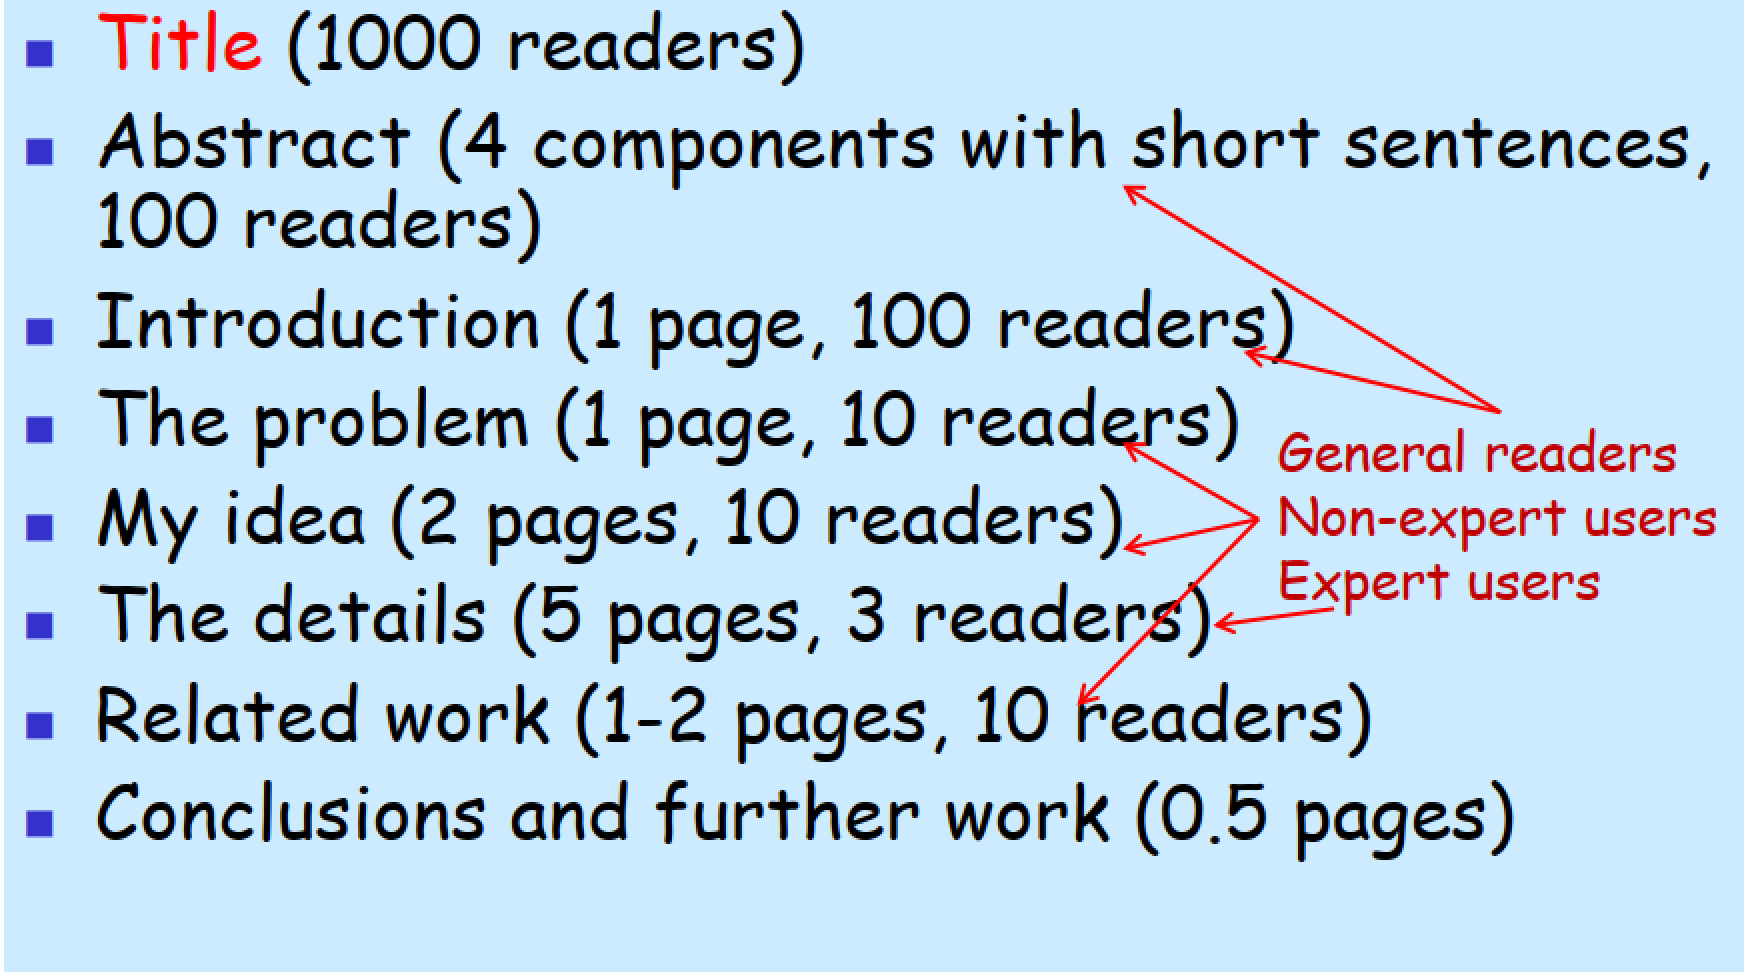 Title (1000 readers)
Abstract (4 components with short sentences,
100 readers)
Introduction (1 page, 100 readers)
The problem (1 page, 10 readers)
My idea (2 pages, 10 readers)
The details (5 pages, 3 readers)
Related work (1-2 pages, 10 readers)
Conclusions and further work (0.5 pages)
General readers
Non-expert users
Expert users